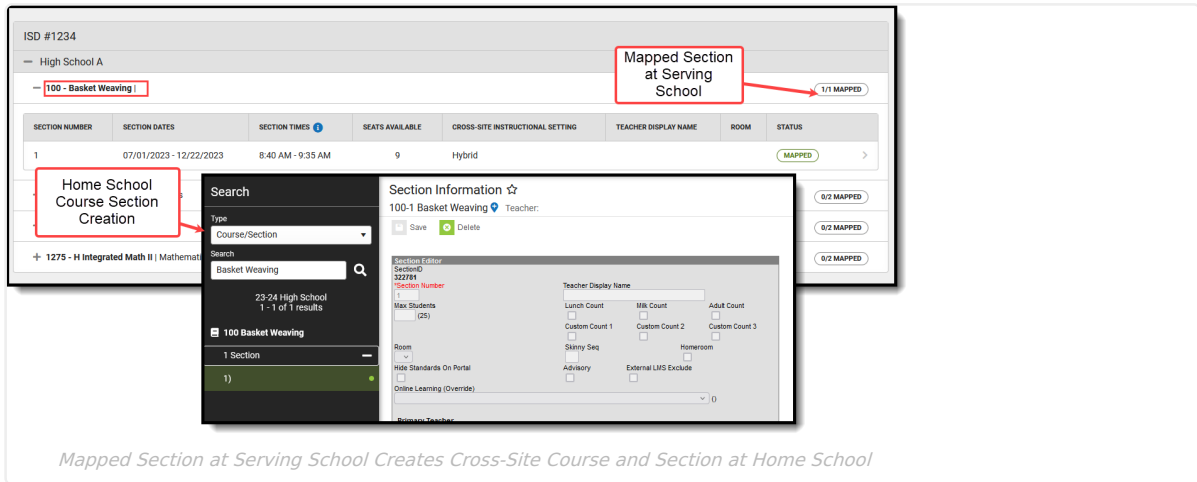 ISD #1234
High School A
100 - Basket Weaving |
1/1 MAPPED
Mapped Section
at Serving
School
SECTION NUMBER SECTION DATES SECTION TIMES SEATS AVAILABLE CROSS-SITE INSTRUCTIONAL SETTING TEACHER DISPLAY NAME ROOM STATUS
1 07/01/2023 - 12/22/2023 8:40 AM - 9:35 AM 9 Hybrid MAPPED
Home School
Course Section
Creation
0/2 MAPPED
0/2 MAPPED
1275 - H Integrated Math II | Mathemati
0/2 MAPPED
Search
Type
Course/Section
Search
Basket Weaving
23-24 High School
1 - 1 of 1 results
100 Basket Weaving
1 Section
1)
Section Information
100-1 Basket Weaving Teacher:
Save Delete
Section Editor
SectionID
322781
*Section Number Teacher Display Name
1
Max Students Lunch Count Milk Count Adult Count
(25)
Custom Count 1 Custom Count 2 Custom Count 3
Room Skinny Seq Homeroom
Hide Standards On Portal Advisory External LMS Exclude
Online Learning (Override)
()
Primary Teacher
Mapped Section at Serving School Creates Cross-Site Course and Section at Home School